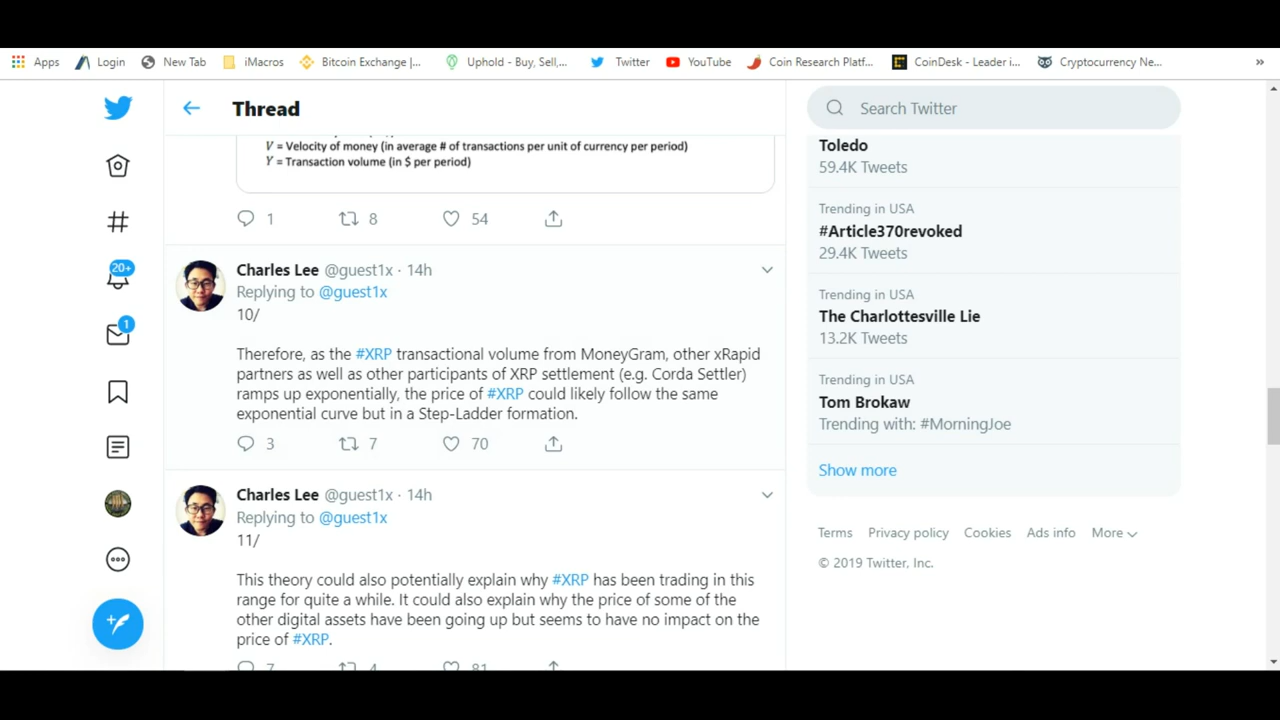 Apps Login New Tab iMacros Bitcoin Exchange |... Uphold - Buy, Sell,... Twitter YouTube Coin Research Platf... CoinDesk - Leader i... Cryptocurrency Ne... »
Thread
Search Twitter
V = Velocity of money (in average # of transactions per unit of currency per period)
Y = Transaction volume (in $ per period)
1 8 54
20+
1
Charles Lee @guest1x · 14h
Replying to @guest1x
10/
Therefore, as the #XRP transactional volume from MoneyGram, other xRapid
partners as well as other participants of XRP settlement (e.g. Corda Settler)
ramps up exponentially, the price of #XRP could likely follow the same
exponential curve but in a Step-Ladder formation.
3 7 70
Charles Lee @guest1x · 14h
Replying to @guest1x
11/
This theory could also potentially explain why #XRP has been trading in this
range for quite a while. It could also explain why the price of some of the
other digital assets have been going up but seems to have no impact on the
price of #XRP.
7 4 81
Toledo
59.4K Tweets
Trending in USA
#Article370revoked
29.4K Tweets
Trending in USA
The Charlottesville Lie
13.2K Tweets
Trending in USA
Tom Brokaw
Trending with: #MorningJoe
Show more
Terms Privacy policy Cookies Ads info More
© 2019 Twitter, Inc.